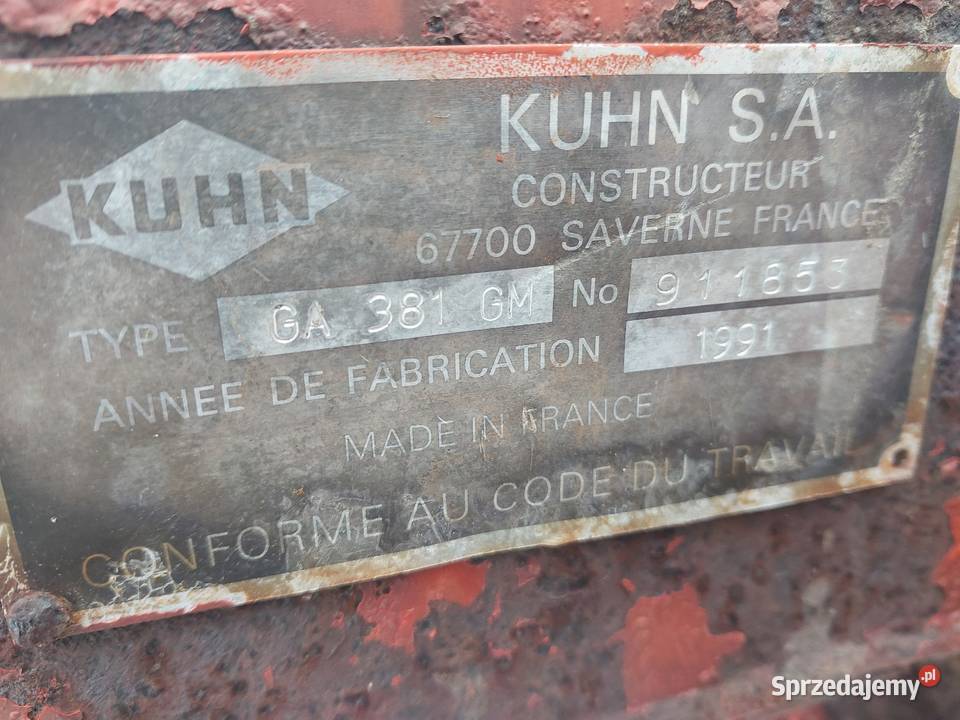 KUHN
KUHN S.A.
CONSTRUCTEUR
67700 SAVERNE FRANCE
TYPE GA 381 GM No 911853
ANNEE DE FABRICATION 1991
MADE IN FRANCE
CONFORME AU CODE DU TRAVAIL
Sprzedajemy.pl